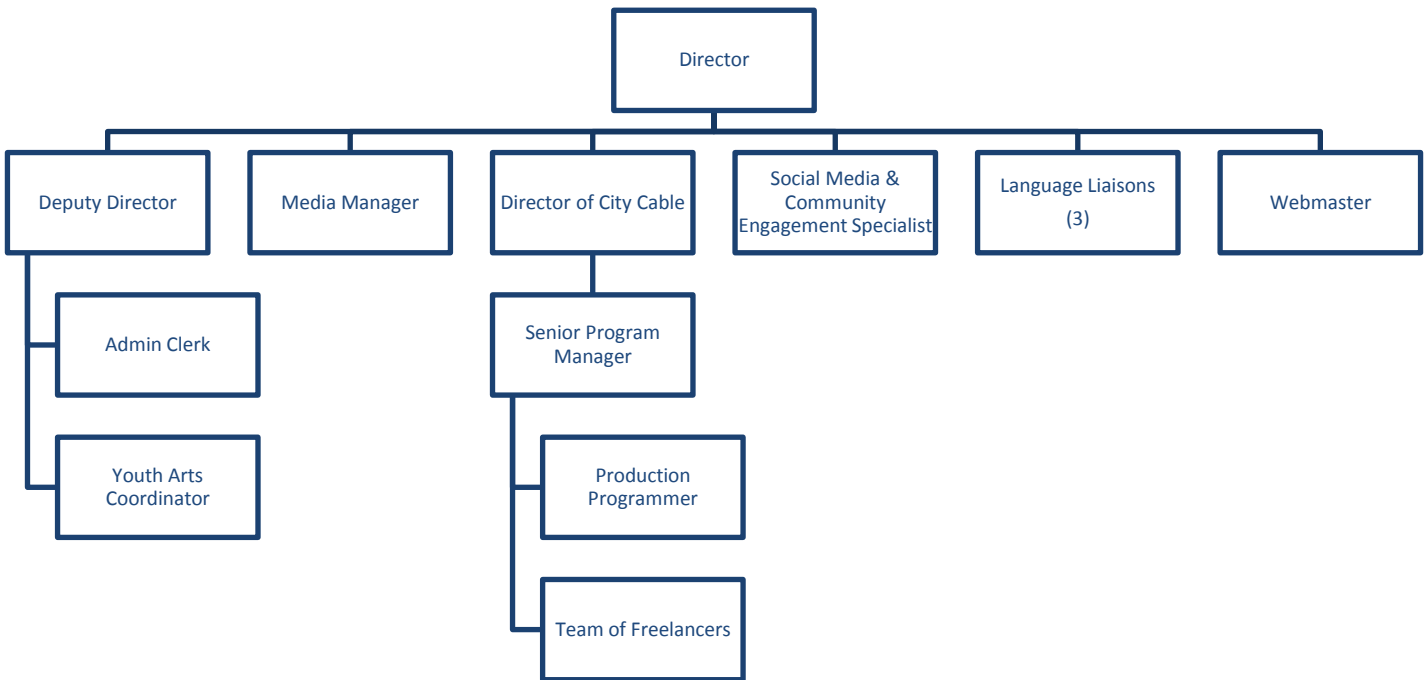 Director
Deputy Director
Media Manager
Director of City Cable
Social Media &
Community
Engagement Specialist
Language Liaisons
(3)
Webmaster
Admin Clerk
Senior Program
Manager
Youth Arts
Coordinator
Production
Programmer
Team of Freelancers